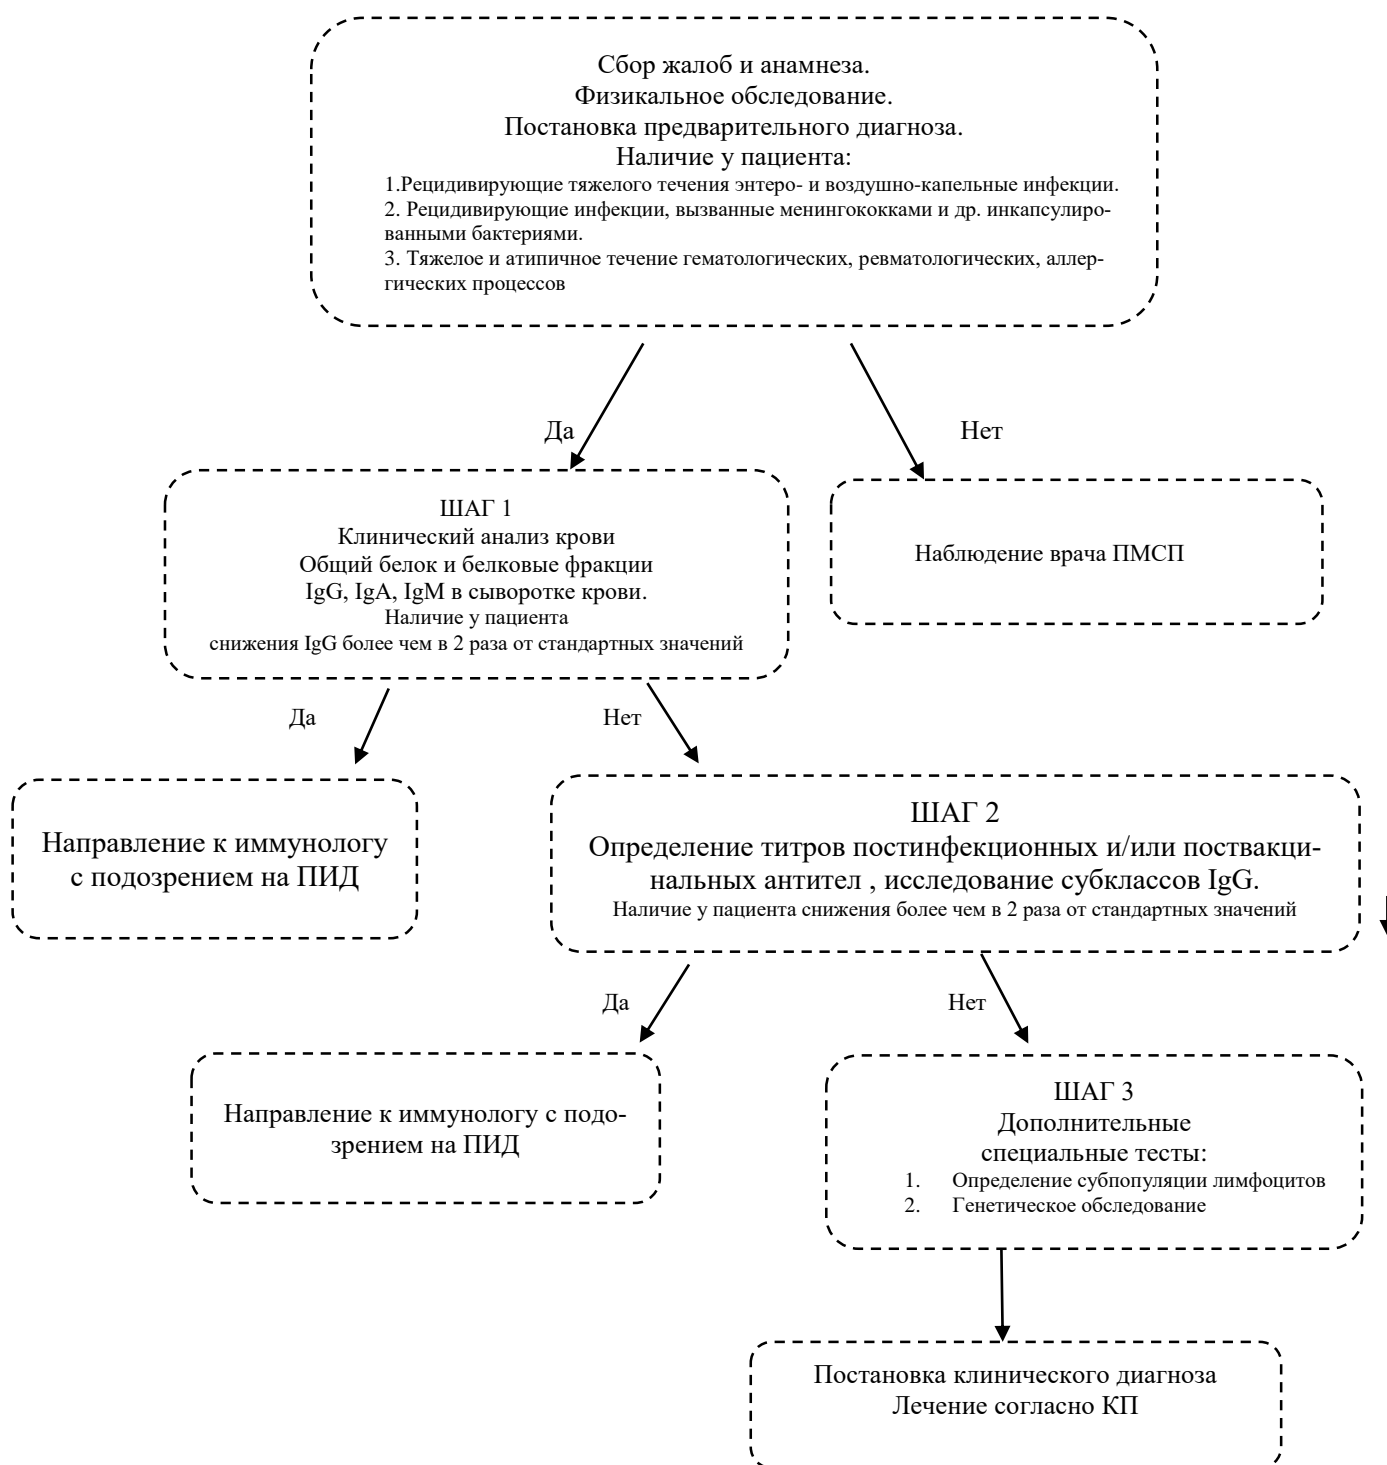 Сбор жалоб и анамнеза.
Физикальное обследование.
Постановка предварительного диагноза.
Наличие у пациента:
1.Рецидивирующие тяжелого течения энтеро- и воздушно-капельные инфекции.
2. Рецидивирующие инфекции, вызванные менингококками и др. инкапсулиро-
ванными бактериями.
3. Тяжелое и атипичное течение гематологических, ревматологических, аллер-
гических процессов
Да
Нет
ШАГ 1
Клинический анализ крови
Общий белок и белковые фракции
IgG, IgA, IgM в сыворотке крови.
Наличие у пациента
снижения IgG более чем в 2 раза от стандартных значений
Наблюдение врача ПМСП
Да
Нет
Направление к иммунологу
с подозрением на ПИД
ШАГ 2
Определение титров постинфекционных и/или поствакци-
нальных антител , исследование субклассов IgG.
Наличие у пациента снижения более чем в 2 раза от стандартных значений
Да
Нет
Направление к иммунологу с подо-
зрением на ПИД
ШАГ 3
Дополнительные
специальные тесты:
1. Определение субпопуляции лимфоцитов
2. Генетическое обследование
Постановка клинического диагноза
Лечение согласно КП